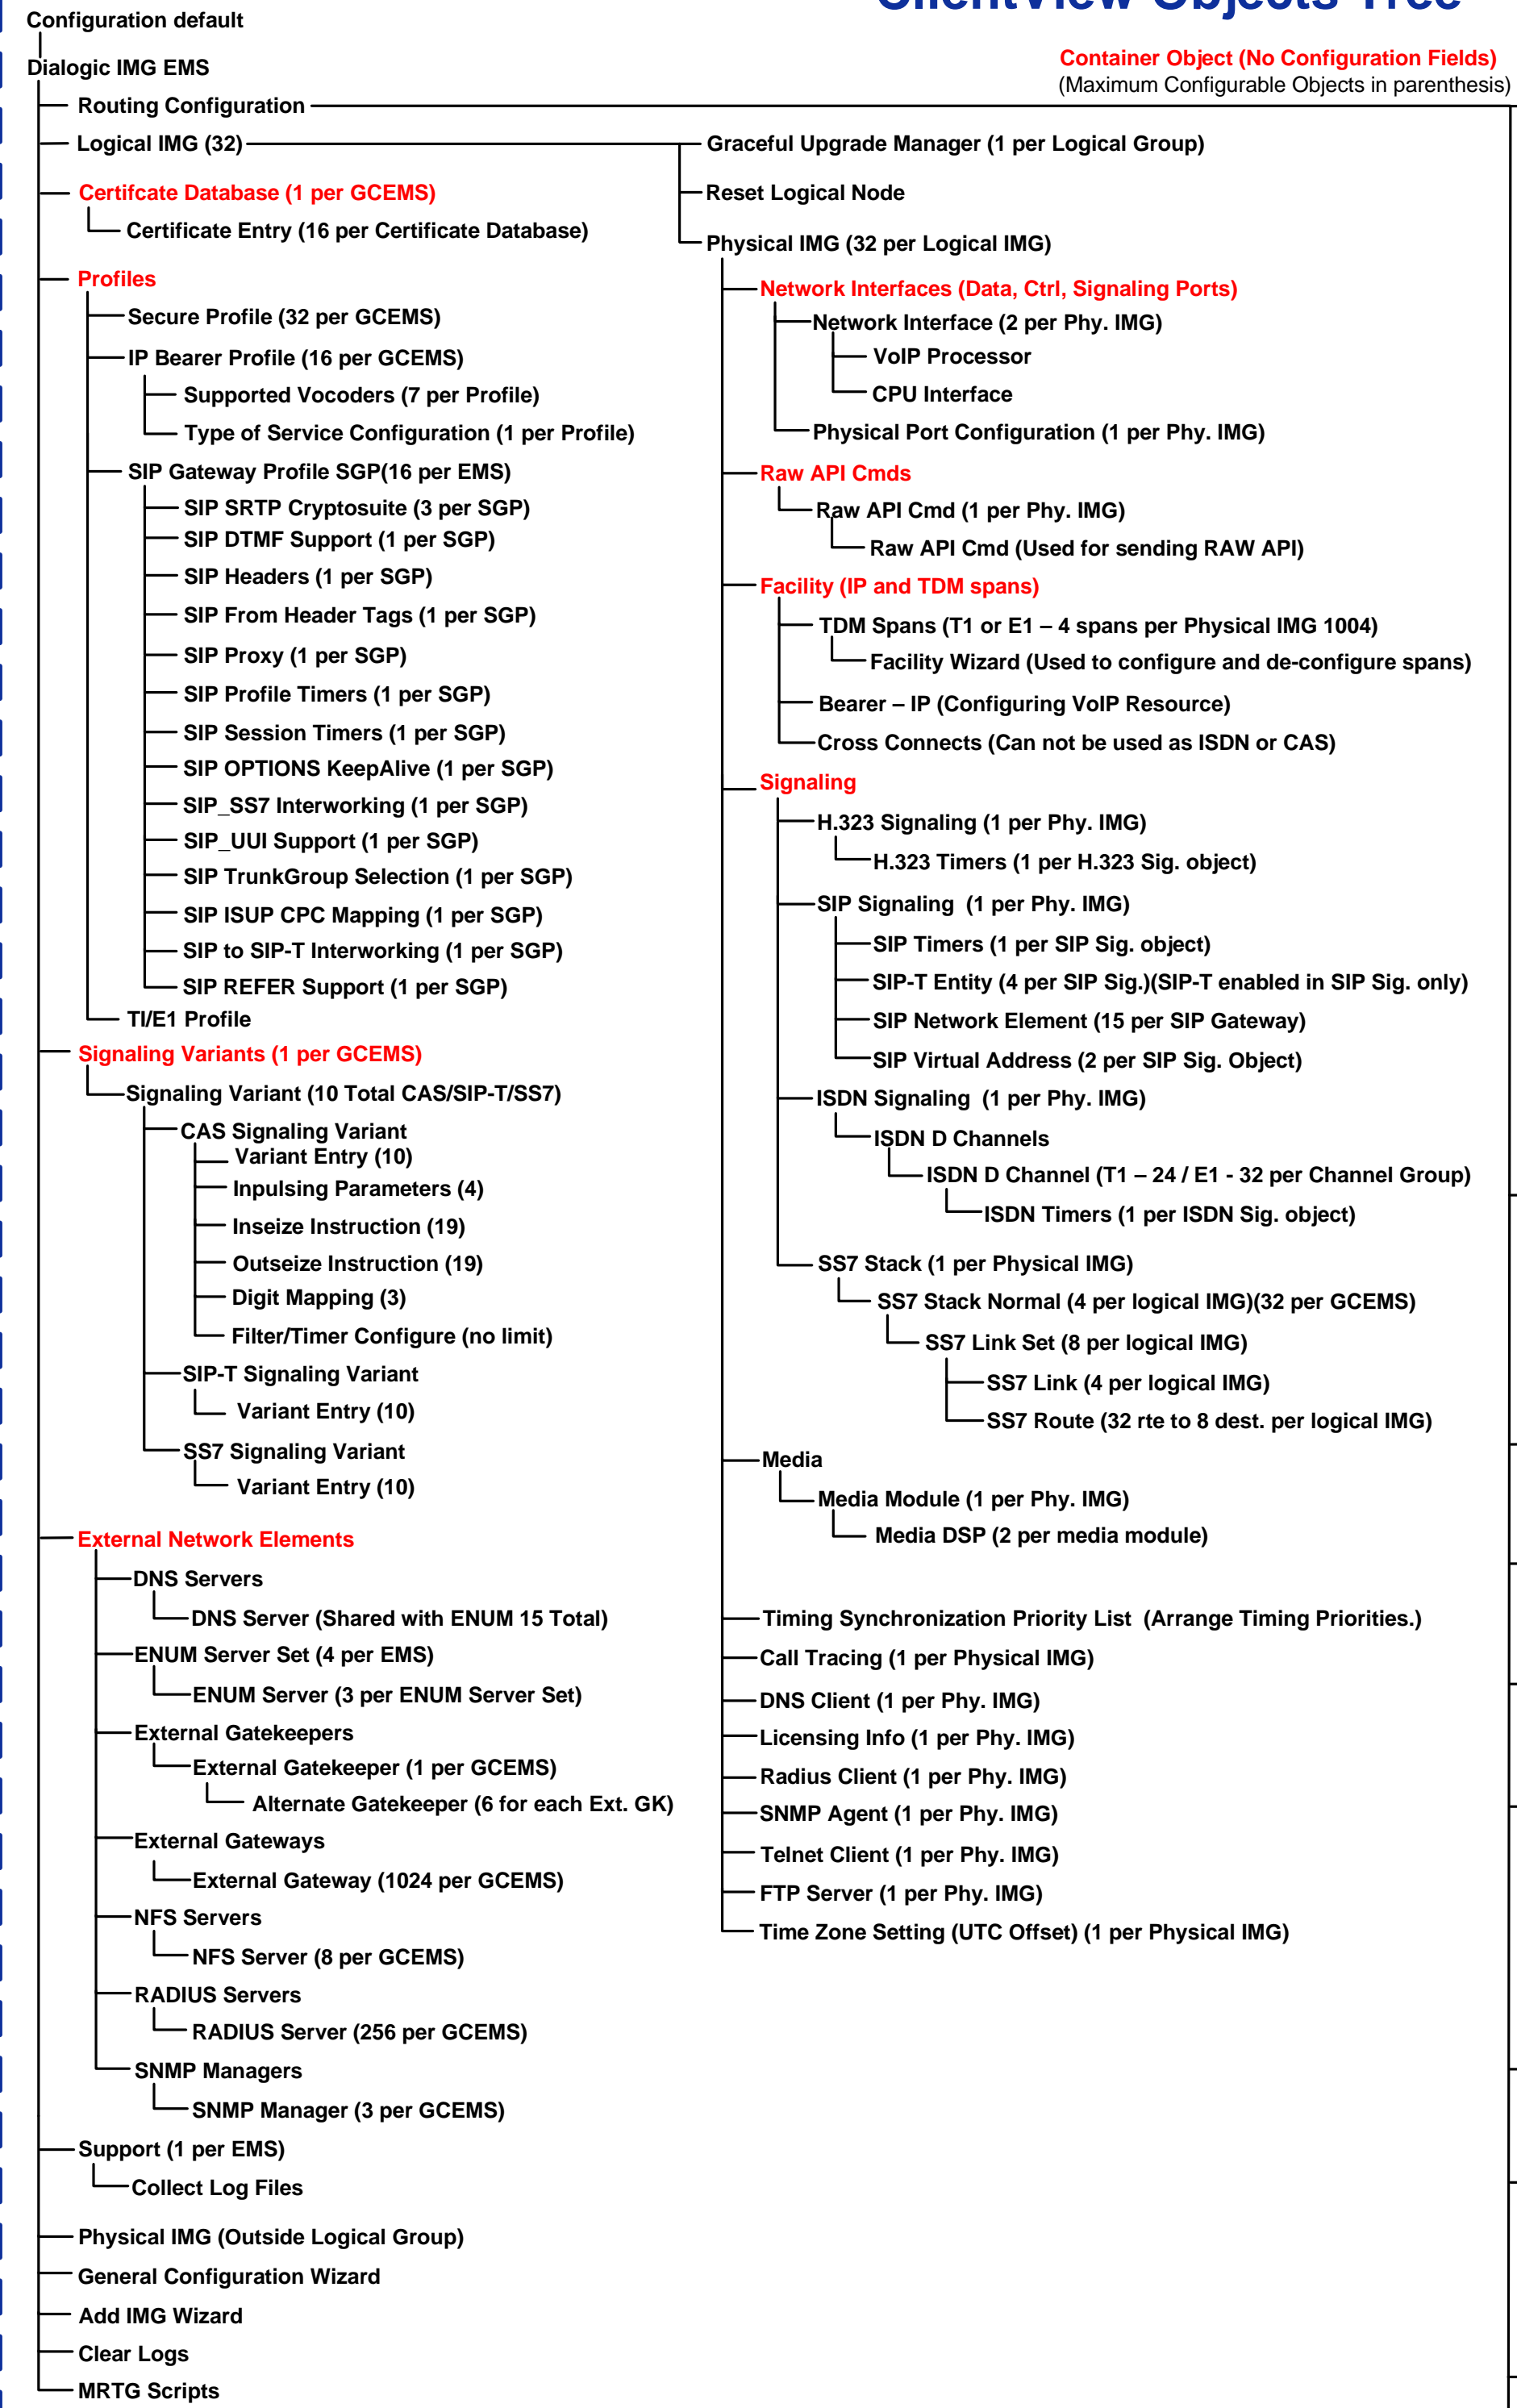 ClientView Objects Tree
Configuration default
Container Object (No Configuration Fields)
(Maximum Configurable Objects in parenthesis)
Dialogic IMG EMS
Routing Configuration
Logical IMG (32)
Certifcate Database (1 per GCEMS)
Certificate Entry (16 per Certificate Database)
Profiles
Secure Profile (32 per GCEMS)
IP Bearer Profile (16 per GCEMS)
Supported Vocoders (7 per Profile)
Type of Service Configuration (1 per Profile)
SIP Gateway Profile SGP(16 per EMS)
SIP SRTP Cryptosuite (3 per SGP)
SIP DTMF Support (1 per SGP)
SIP Headers (1 per SGP)
SIP From Header Tags (1 per SGP)
SIP Proxy (1 per SGP)
SIP Profile Timers (1 per SGP)
SIP Session Timers (1 per SGP)
SIP OPTIONS KeepAlive (1 per SGP)
SIP_SS7 Interworking (1 per SGP)
SIP_UUI Support (1 per SGP)
SIP TrunkGroup Selection (1 per SGP)
SIP ISUP CPC Mapping (1 per SGP)
SIP to SIP-T Interworking (1 per SGP)
SIP REFER Support (1 per SGP)
TI/E1 Profile
Signaling Variants (1 per GCEMS)
Signaling Variant (10 Total CAS/SIP-T/SS7)
CAS Signaling Variant
Variant Entry (10)
Inpulsing Parameters (4)
Inseize Instruction (19)
Outseize Instruction (19)
Digit Mapping (3)
Filter/Timer Configure (no limit)
SIP-T Signaling Variant
Variant Entry (10)
SS7 Signaling Variant
Variant Entry (10)
External Network Elements
DNS Servers
DNS Server (Shared with ENUM 15 Total)
ENUM Server Set (4 per EMS)
ENUM Server (3 per ENUM Server Set)
External Gatekeepers
External Gatekeeper (1 per GCEMS)
Alternate Gatekeeper (6 for each Ext. GK)
External Gateways
External Gateway (1024 per GCEMS)
NFS Servers
NFS Server (8 per GCEMS)
RADIUS Servers
RADIUS Server (256 per GCEMS)
SNMP Managers
SNMP Manager (3 per GCEMS)
Support (1 per EMS)
Collect Log Files
Physical IMG (Outside Logical Group)
General Configuration Wizard
Add IMG Wizard
Clear Logs
MRTG Scripts
Graceful Upgrade Manager (1 per Logical Group)
Reset Logical Node
Physical IMG (32 per Logical IMG)
Network Interfaces (Data, Ctrl, Signaling Ports)
Network Interface (2 per Phy. IMG)
VoIP Processor
CPU Interface
Physical Port Configuration (1 per Phy. IMG)
Raw API Cmds
Raw API Cmd (1 per Phy. IMG)
Raw API Cmd (Used for sending RAW API)
Facility (IP and TDM spans)
TDM Spans (T1 or E1 – 4 spans per Physical IMG 1004)
Facility Wizard (Used to configure and de-configure spans)
Bearer – IP (Configuring VoIP Resource)
Cross Connects (Can not be used as ISDN or CAS)
Signaling
H.323 Signaling (1 per Phy. IMG)
H.323 Timers (1 per H.323 Sig. object)
SIP Signaling (1 per Phy. IMG)
SIP Timers (1 per SIP Sig. object)
SIP-T Entity (4 per SIP Sig.)(SIP-T enabled in SIP Sig. only)
SIP Network Element (15 per SIP Gateway)
SIP Virtual Address (2 per SIP Sig. Object)
ISDN Signaling (1 per Phy. IMG)
ISDN D Channels
ISDN D Channel (T1 – 24 / E1 - 32 per Channel Group)
ISDN Timers (1 per ISDN Sig. object)
SS7 Stack (1 per Physical IMG)
SS7 Stack Normal (4 per logical IMG)(32 per GCEMS)
SS7 Link Set (8 per logical IMG)
SS7 Link (4 per logical IMG)
SS7 Route (32 rte to 8 dest. per logical IMG)
Media
Media Module (1 per Phy. IMG)
Media DSP (2 per media module)
Timing Synchronization Priority List (Arrange Timing Priorities.)
Call Tracing (1 per Physical IMG)
DNS Client (1 per Phy. IMG)
Licensing Info (1 per Phy. IMG)
Radius Client (1 per Phy. IMG)
SNMP Agent (1 per Phy. IMG)
Telnet Client (1 per Phy. IMG)
FTP Server (1 per Phy. IMG)
Time Zone Setting (UTC Offset) (1 per Physical IMG)